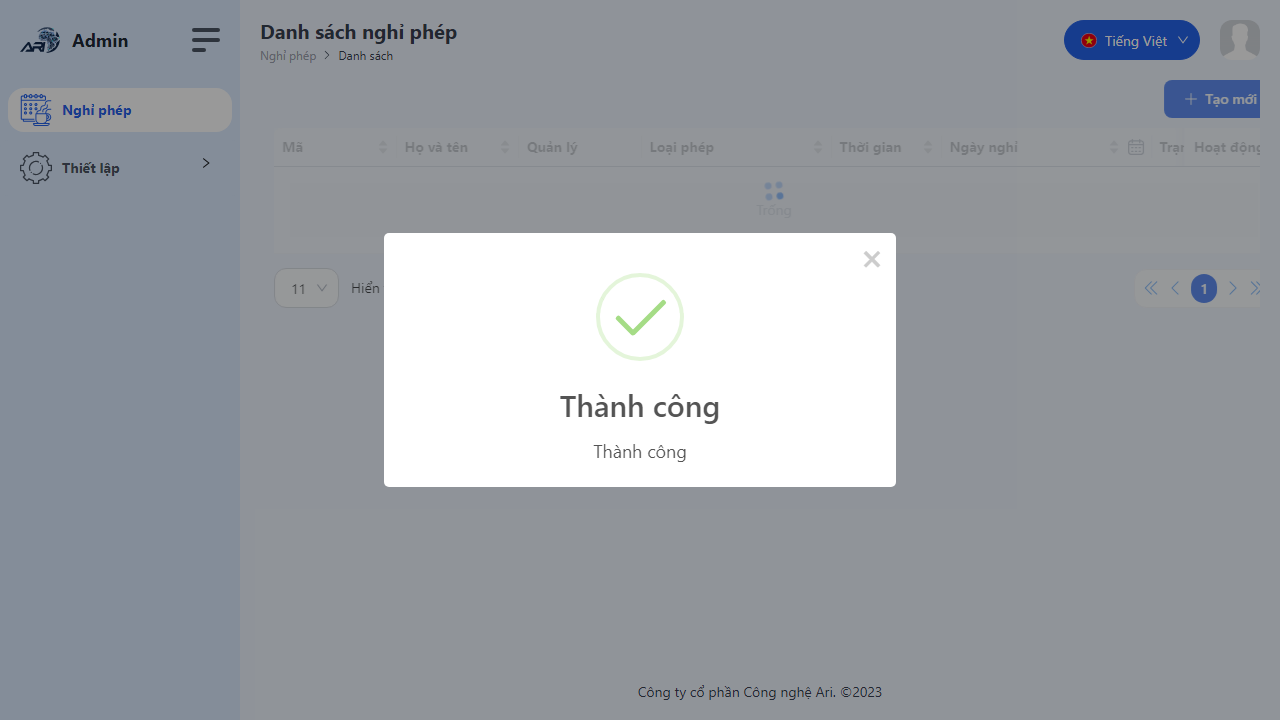 ARI Admin
Danh sách nghỉ phép
Nghỉ phép > Danh sách
Tiếng Việt
Nghỉ phép
Thiết lập
Tạo mới
Mã Họ và tên Quản lý Loại phép Thời gian Ngày nghỉ Hoạt động
Trống
11 Hiển
1
×
Thành công
Thành công
Công ty cổ phần Công nghệ Ari. ©2023